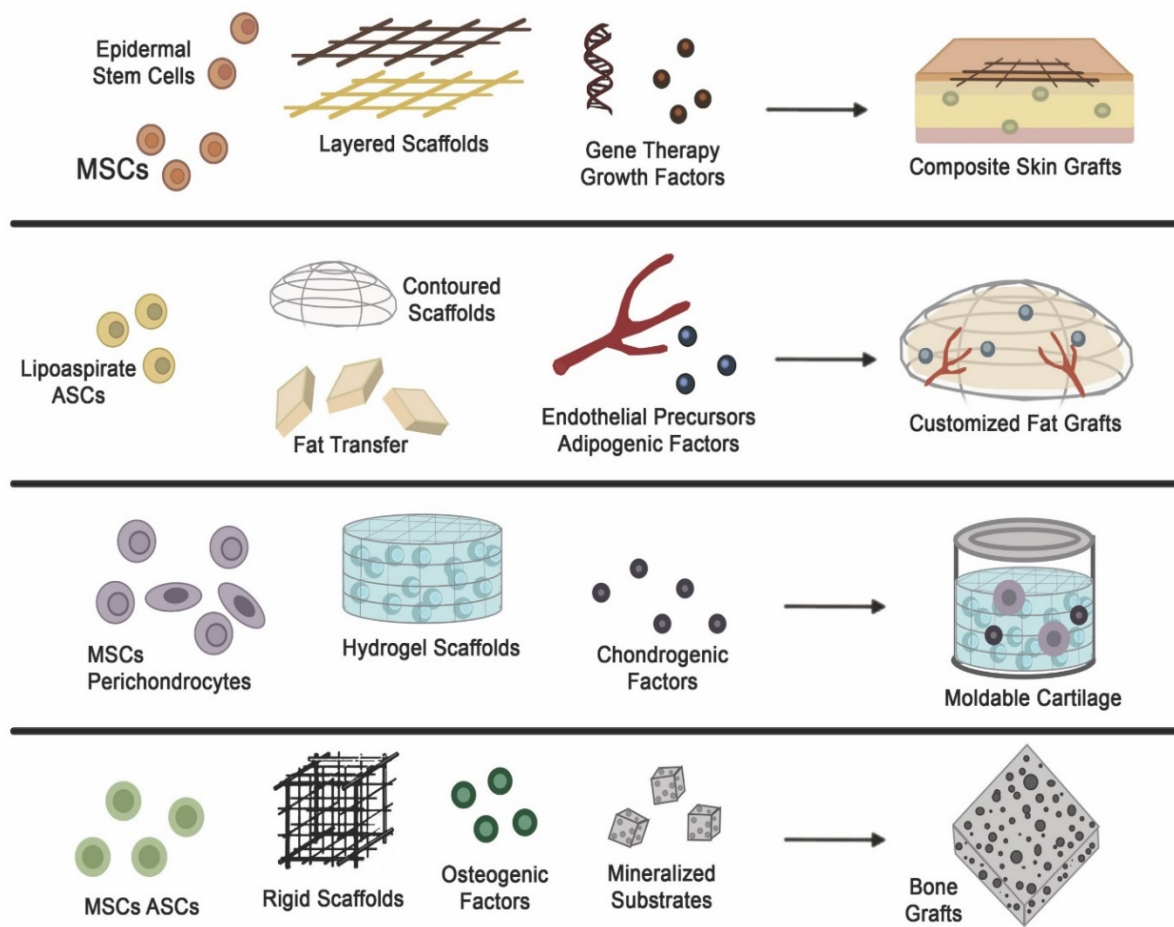 Epidermal
Stem Cells
MSCs
Layered Scaffolds
Gene Therapy
Growth Factors
Composite Skin Grafts
Lipoaspirate
ASCs
Contoured
Scaffolds
Fat Transfer
Endothelial Precursors
Adipogenic Factors
Customized Fat Grafts
MSCs
Perichondrocytes
Hydrogel Scaffolds
Chondrogenic
Factors
Moldable Cartilage
MSCs ASCs
Rigid Scaffolds
Osteogenic
Factors
Mineralized
Substrates
Bone
Grafts